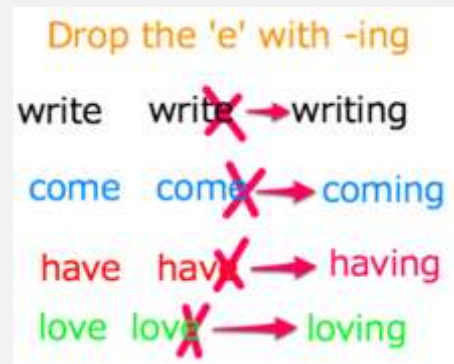 Drop the 'e' with -ing
write write writing
come come coming
have have having
love love loving